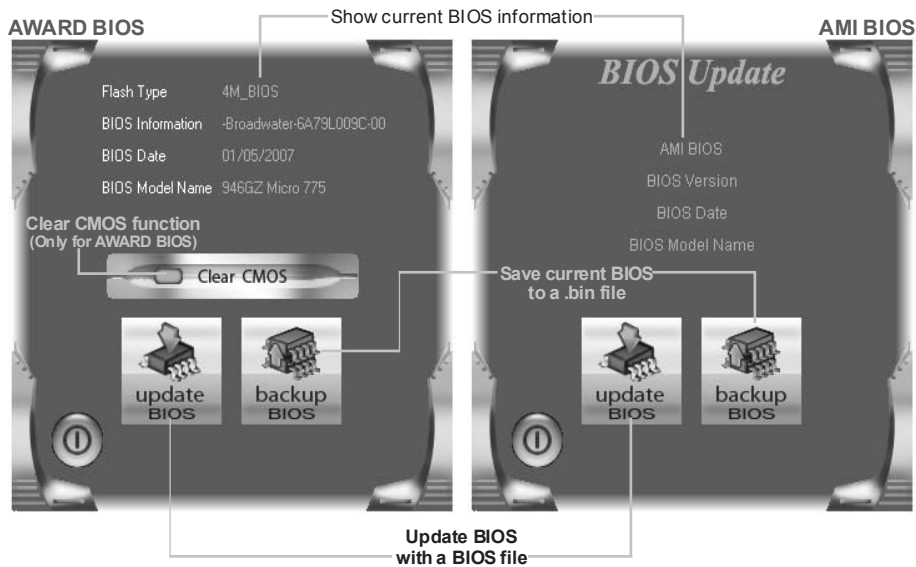 Show current BIOS information
AWARD BIOS
AMI BIOS
BIOS Update
Flash Type 4M_BIOS
BIOS Information -Broadwater-6A79L009C-00
BIOS Date 01/05/2007
BIOS Model Name 946GZ Micro 775
AMI BIOS
BIOS Version
BIOS Date
BIOS Model Name
Clear CMOS function
(Only for AWARD BIOS)
Clear CMOS
Save current BIOS
to a .bin file
update
BIOS
backup
BIOS
update
BIOS
backup
BIOS
Update BIOS
with a BIOS file